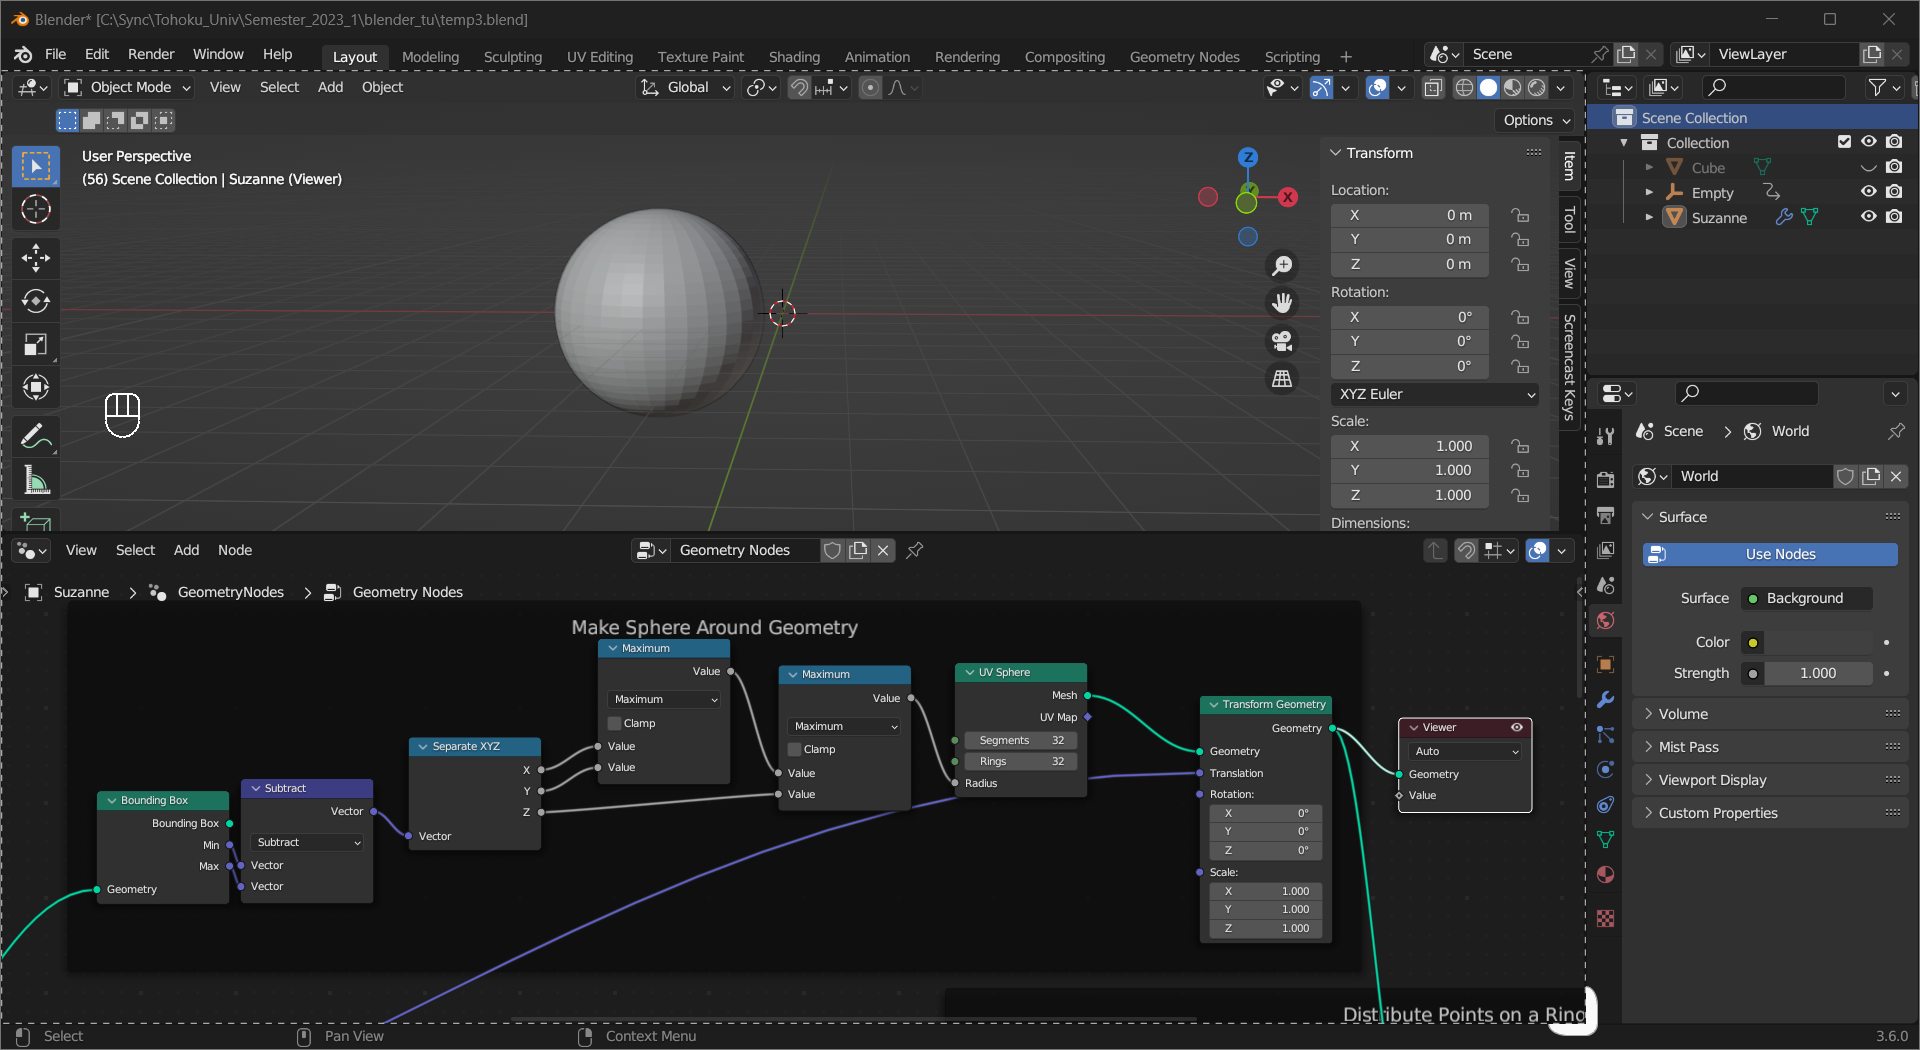 Blender* [C:\Sync\Tohoku_Univ\Semester_2023_1\blender_tu\temp3.blend]
File Edit Render Window Help Layout Modeling Sculpting UV Editing Texture Paint Shading Animation Rendering Compositing Geometry Nodes Scripting + Scene ViewLayer
Object Mode View Select Add Object Global
Options
User Perspective
(56) Scene Collection | Suzanne (Viewer)
Z
X
Transform
Location:
X 0 m
Y 0 m
Z 0 m
Rotation:
X 0°
Y 0°
Z 0°
XYZ Euler
Scale:
X 1.000
Y 1.000
Z 1.000
Dimensions:
Item
Tool
View
Screencast Keys
Scene Collection
Collection
Cube
Empty
Suzanne
Scene > World
World
Surface
Use Nodes
Surface Background
Color
Strength 1.000
Volume
Mist Pass
Viewport Display
Custom Properties
View Select Add Node Geometry Nodes
Suzanne > GeometryNodes > Geometry Nodes
Make Sphere Around Geometry
Bounding Box
Bounding Box
Min
Max
Geometry
Subtract
Vector
Subtract
Vector
Vector
Separate XYZ
X
Y
Z
Vector
Maximum
Value
Maximum
Clamp
Value
Value
Maximum
Value
Maximum
Clamp
Value
Value
UV Sphere
Mesh
UV Map
Segments 32
Rings 32
Radius
Transform Geometry
Geometry
Geometry
Translation
Rotation:
X 0°
Y 0°
Z 0°
Scale:
X 1.000
Y 1.000
Z 1.000
Viewer
Auto
Geometry
Value
Distribute Points on a Ring
Select Pan View Context Menu 3.6.0